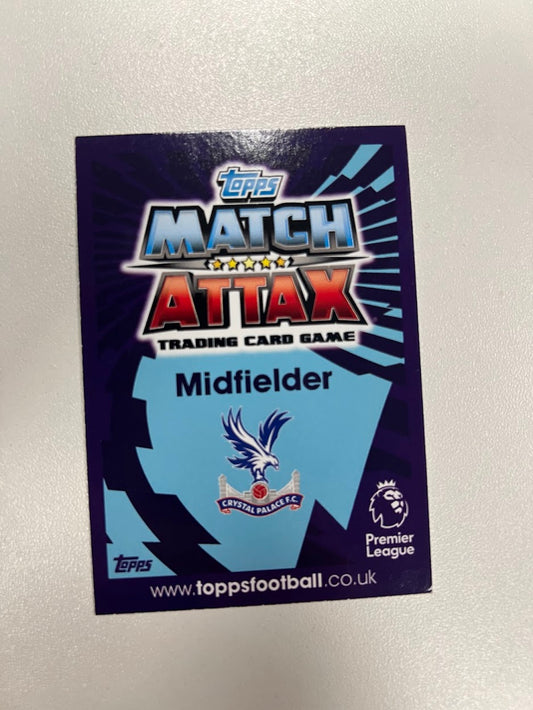 topps
MATCH
ATTAX
TRADING CARD GAME
Midfielder
CRYSTAL PALACE F.C.
Premier
League
topps
www.toppsfootball.co.uk